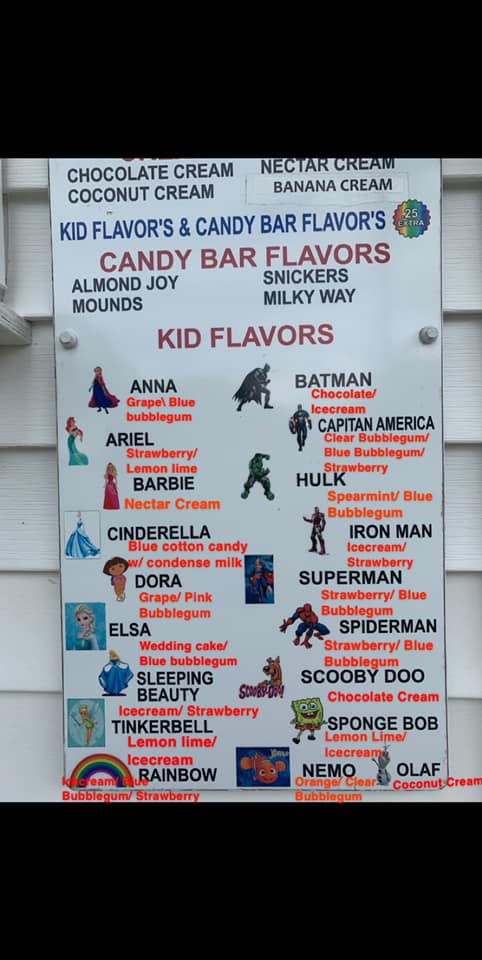 CHOCOLATE CREAM
NECTAR CREAM
COCONUT CREAM
BANANA CREAM
KID FLAVOR'S & CANDY BAR FLAVOR'S
25
EXTRA
CANDY BAR FLAVORS
ALMOND JOY
SNICKERS
MOUNDS
MILKY WAY
KID FLAVORS
ANNA
Grape\ Blue
bubblegum
ARIEL
Strawberry/
Lemon lime
BARBIE
Nectar Cream
CINDERELLA
Blue cotton candy
w/ condense milk
DORA
Grape/ Pink
Bubblegum
ELSA
Wedding cake/
Blue bubblegum
SLEEPING
BEAUTY
Icecream/ Strawberry
TINKERBELL
Lemon lime/
Icecream
RAINBOW
Icecream/ Blue
Bubblegum/ Strawberry
BATMAN
Chocolate/
Icecream
CAPITAN AMERICA
Clear Bubblegum/
Blue Bubblegum/
Strawberry
HULK
Spearmint/ Blue
Bubblegum
IRON MAN
Icecream/
Strawberry
SUPERMAN
Strawberry/ Blue
Bubblegum
SPIDERMAN
Strawberry/ Blue
Bubblegum
SCOOBY-DOO!
SCOOBY DOO
Chocolate Cream
SPONGE BOB
Lemon Lime/
Icecream
NEMO
Orange/ Clear
Bubblegum
OLAF
Coconut Cream